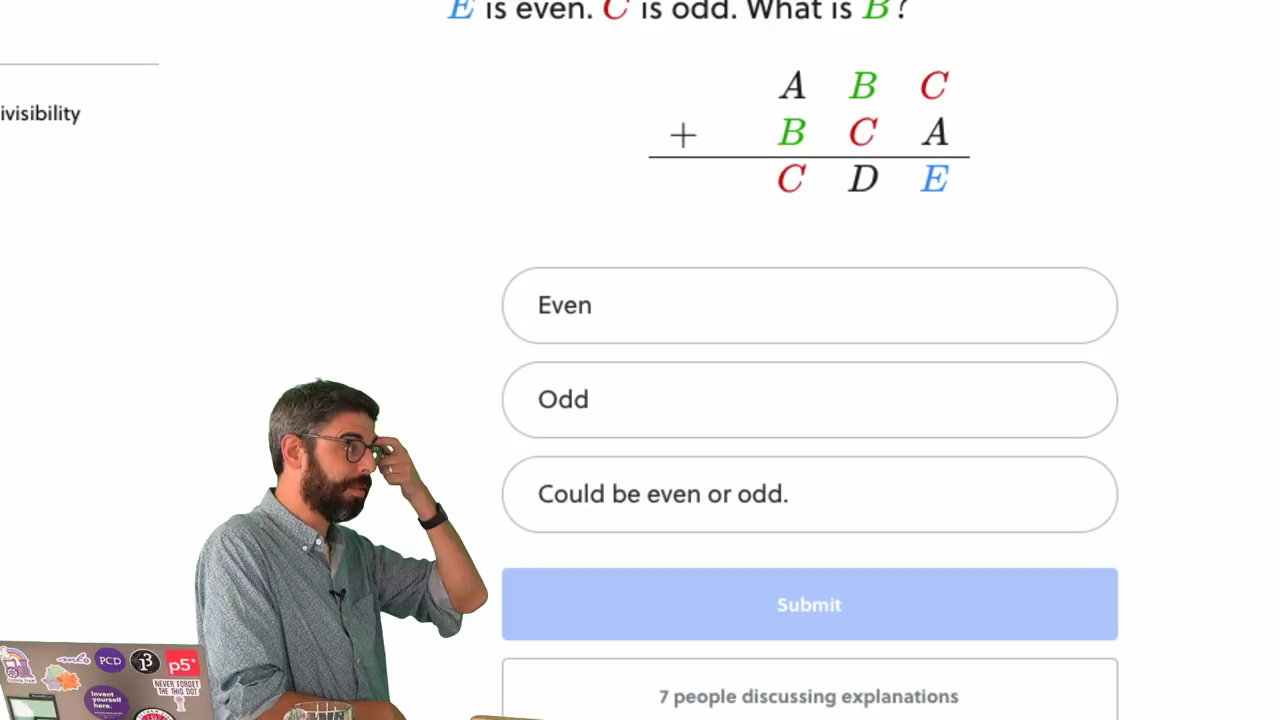 E is even. C is odd. What is B?
ivisibility
A B C
+ B C A
C D E
Even
Odd
Could be even or odd.
Submit
7 people discussing explanations
PCD
i3
p5*
Invent yourself here.
NEVER FORGET THE THIS DOT